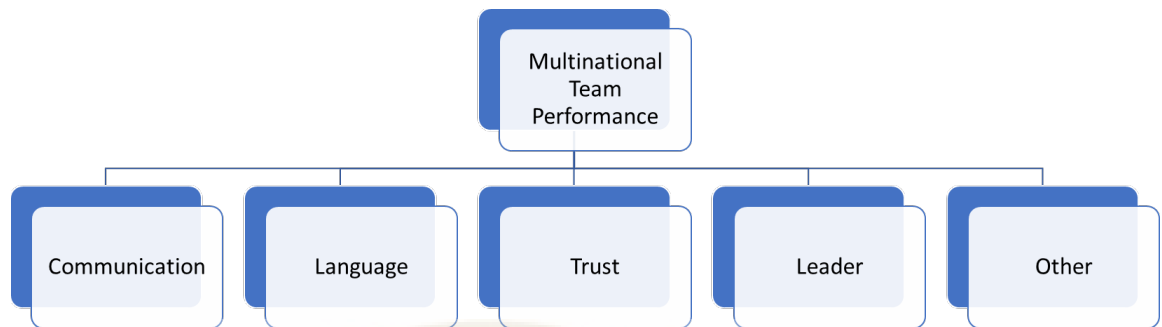 Multinational
Team
Performance
Communication
Language
Trust
Leader
Other